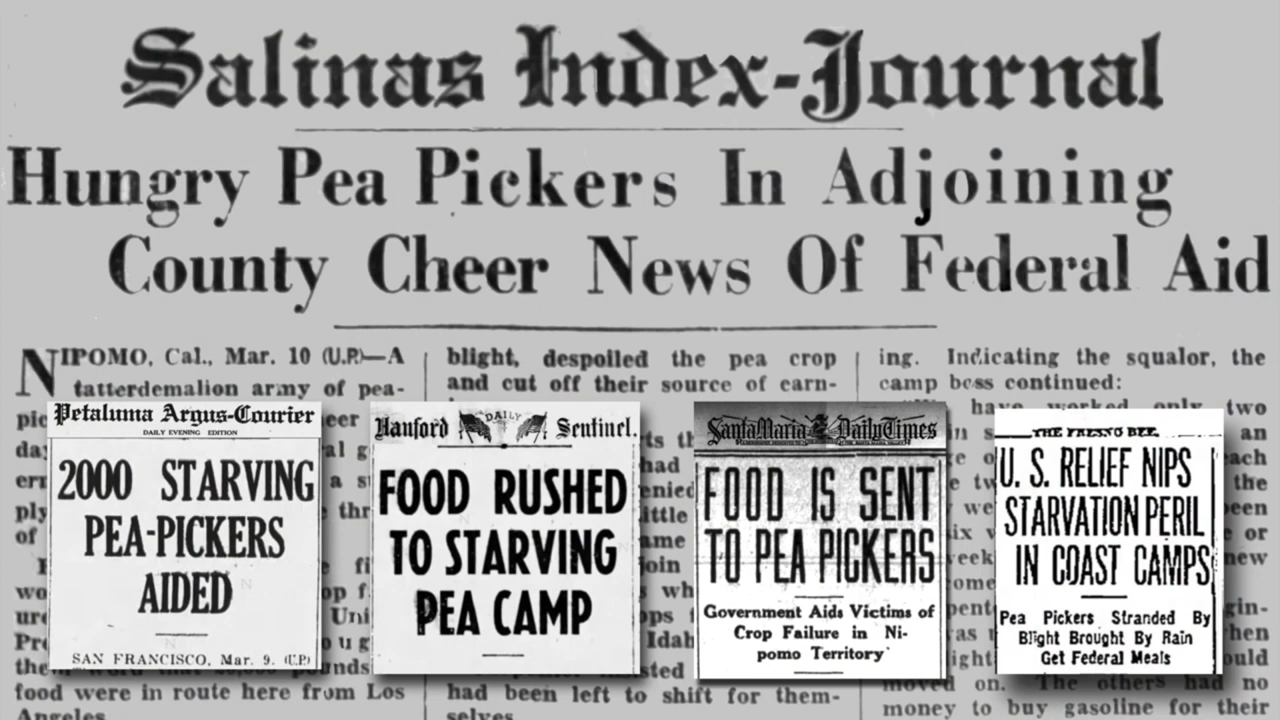 Salinas Index-Journal
Hungry Pea Pickers In Adjoining
County Cheer News Of Federal Aid
NIPOMO, Cal., Mar. 10 (U.P.)—A
tatterdemalion army of pea-
blight, despoiled the pea crop
and cut off their source of earn-
ing. Indicating the squalor, the
camp boss continued:
have worked only two
Petaluma Argus-Courier
DAILY EVENING EDITION
2000 STARVING
PEA-PICKERS
AIDED
SAN FRANCISCO, Mar. 9. (U.P.)
Hanford DAILY Sentinel
FOOD RUSHED
TO STARVING
PEA CAMP
Santa Maria Daily Times
FOOD IS SENT
TO PEA PICKERS
Government Aids Victims of
Crop Failure in Ni-
pomo Territory
THE FRESNO BEE
U. S. RELIEF NIPS
STARVATION PERIL
IN COAST CAMPS
Pea Pickers Stranded By
Blight Brought By Rain
Get Federal Meals
food were in route here from Los
Angeles.
had been left to shift for them-
selves.
moved on. The others had no
money to buy gasoline for their